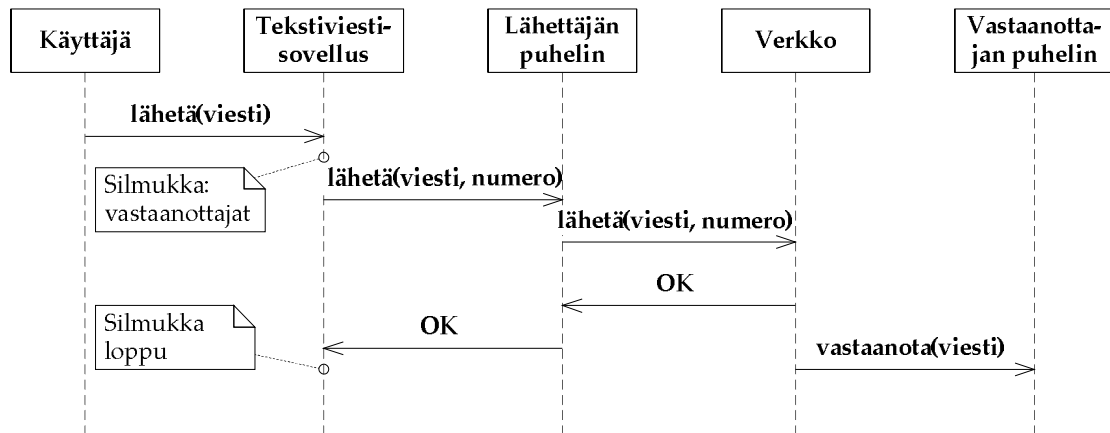 Käyttäjä
Tekstiviesti-
sovellus
Lähettäjän
puhelin
Verkko
Vastaanotta-
jan puhelin
lähetä(viesti)
Silmukka:
vastaanottajat
lähetä(viesti, numero)
lähetä(viesti, numero)
OK
Silmukka
loppu
OK
vastaanota(viesti)